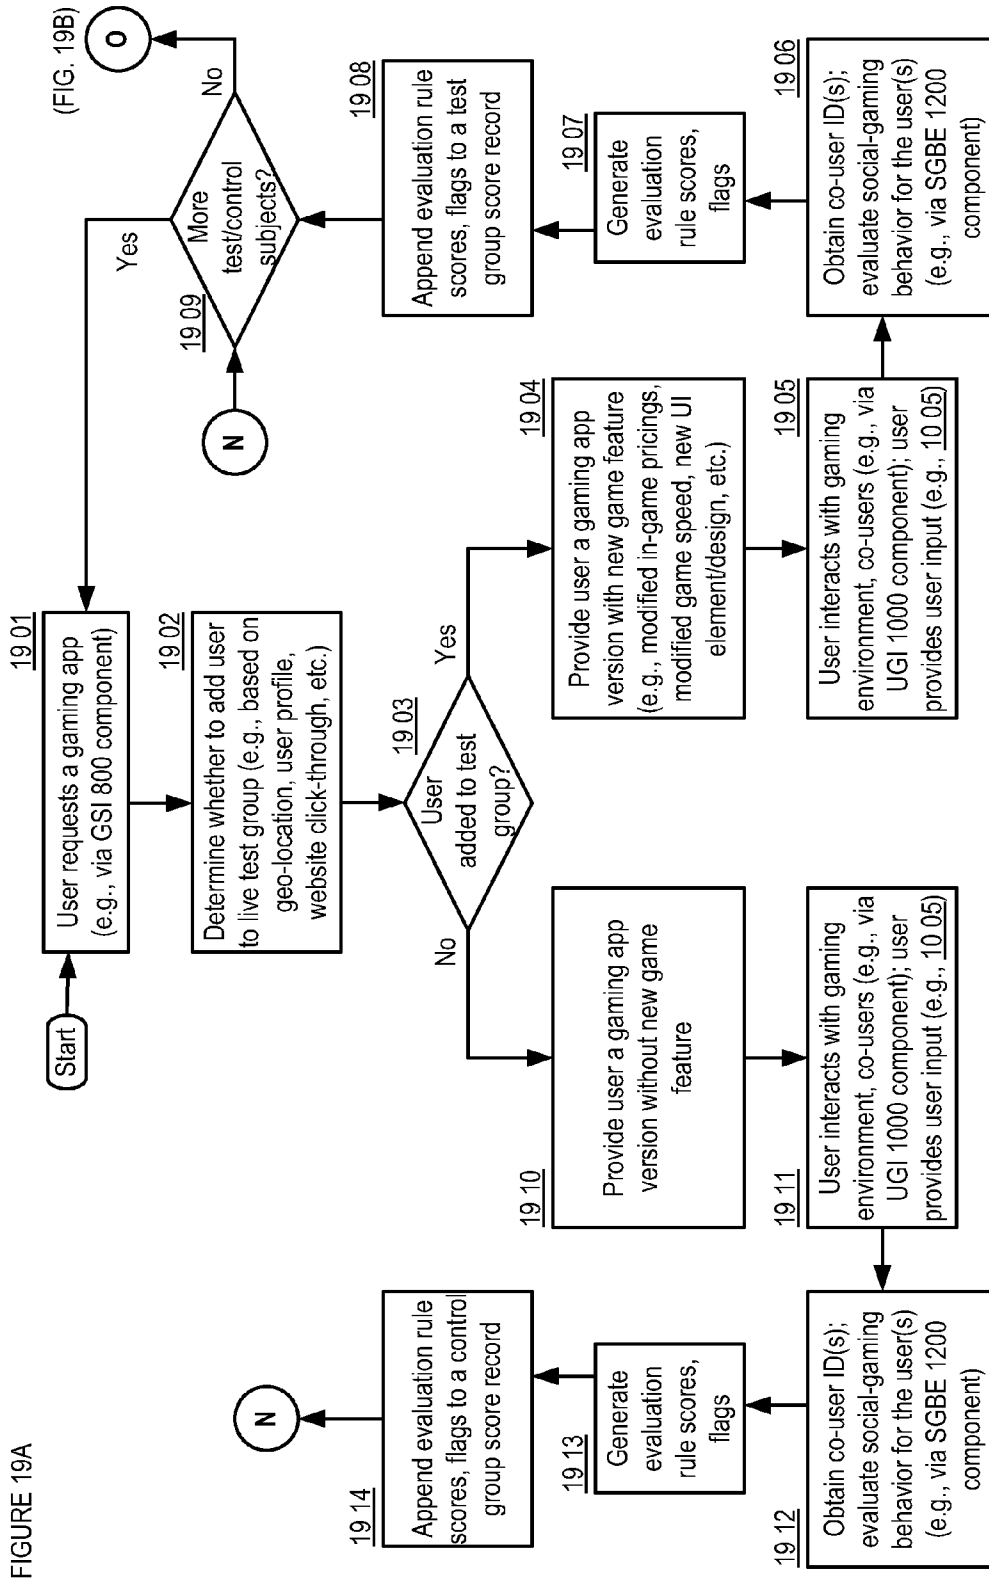 FIGURE 19A
Start
19 01
User requests a gaming app
(e.g., via GSI 800 component)
19 02
Determine whether to add user
to live test group (e.g., based on
geo-location, user profile,
website click-through, etc.)
19 03
User
added to test
group?
Yes
No
19 04
Provide user a gaming app
version with new game feature
(e.g., modified in-game pricings,
modified game speed, new UI
element/design, etc.)
19 05
User interacts with gaming
environment, co-users (e.g., via
UGI 1000 component); user
provides user input (e.g., 10 05)
19 06
Obtain co-user ID(s);
evaluate social-gaming
behavior for the user(s)
(e.g., via SGBE 1200
component)
19 07
Generate
evaluation
rule scores,
flags
19 08
Append evaluation rule
scores, flags to a test
group score record
19 09
More
test/control
subjects?
Yes
No
N
O
(FIG. 19B)
19 10
Provide user a gaming app
version without new game
feature
19 11
User interacts with gaming
environment, co-users (e.g., via
UGI 1000 component); user
provides user input (e.g., 10 05)
19 12
Obtain co-user ID(s);
evaluate social-gaming
behavior for the user(s)
(e.g., via SGBE 1200
component)
19 13
Generate
evaluation
rule scores,
flags
19 14
Append evaluation rule
scores, flags to a control
group score record
N